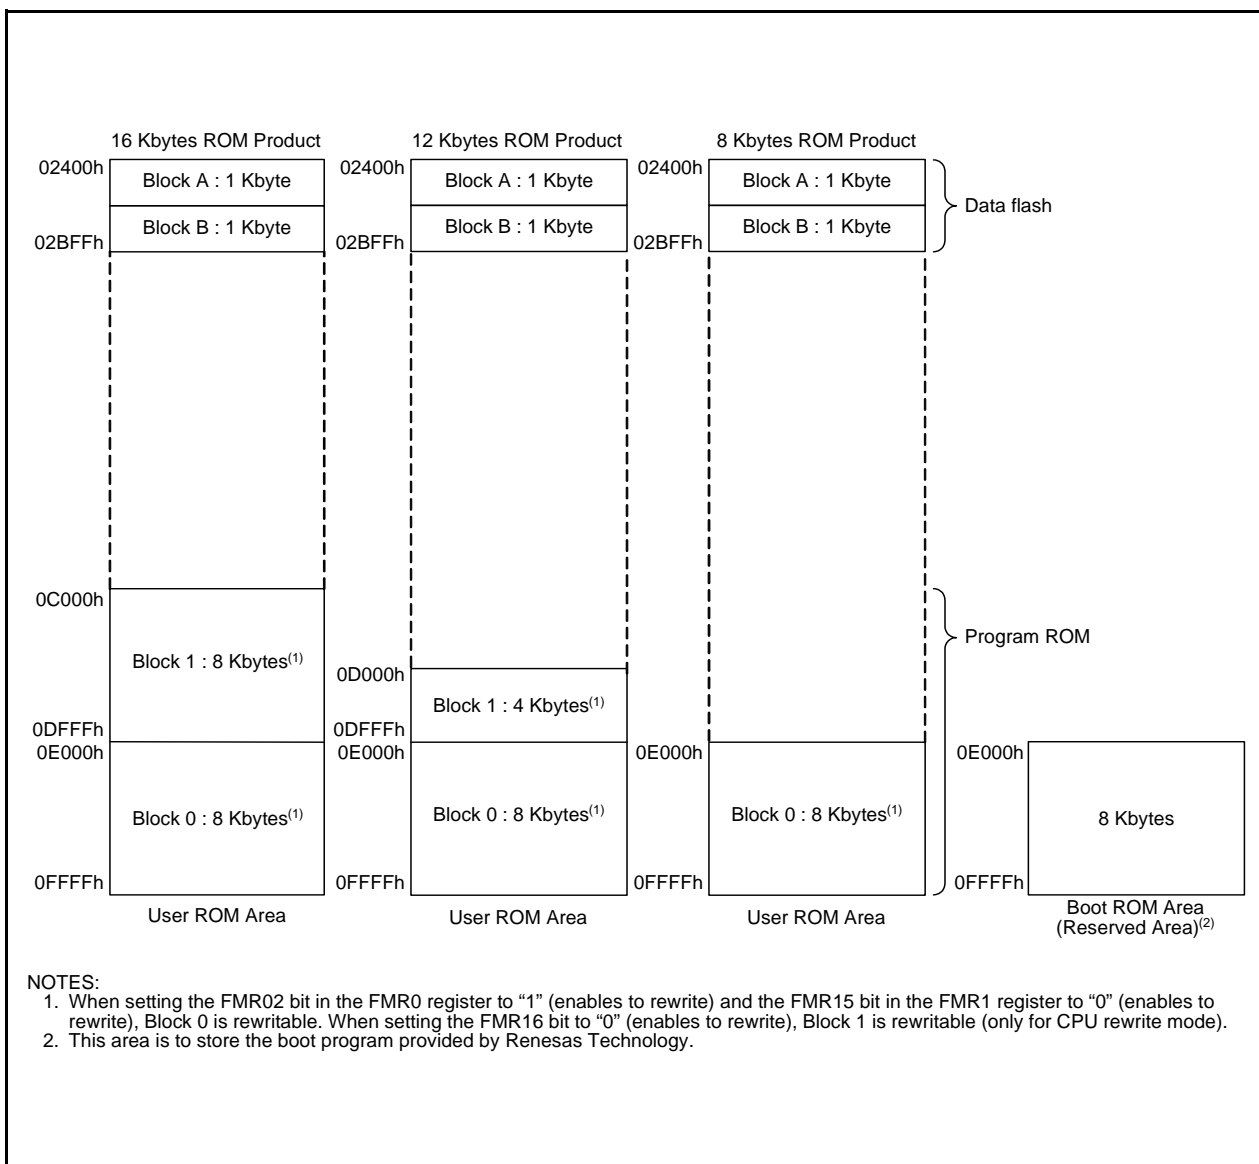 16 Kbytes ROM Product
02400h
Block A : 1 Kbyte
Block B : 1 Kbyte
02BFFh
0C000h
Block 1 : 8 Kbytes(1)
0DFFFh
0E000h
Block 0 : 8 Kbytes(1)
0FFFFh
User ROM Area
12 Kbytes ROM Product
02400h
Block A : 1 Kbyte
Block B : 1 Kbyte
02BFFh
0D000h
Block 1 : 4 Kbytes(1)
0DFFFh
0E000h
Block 0 : 8 Kbytes(1)
0FFFFh
User ROM Area
8 Kbytes ROM Product
02400h
Block A : 1 Kbyte
Block B : 1 Kbyte
02BFFh
0E000h
Block 0 : 8 Kbytes(1)
0FFFFh
User ROM Area
Data flash
Program ROM
0E000h
8 Kbytes
0FFFFh
Boot ROM Area
(Reserved Area)(2)
NOTES:
1. When setting the FMR02 bit in the FMR0 register to “1” (enables to rewrite) and the FMR15 bit in the FMR1 register to “0” (enables to
rewrite), Block 0 is rewritable. When setting the FMR16 bit to “0” (enables to rewrite), Block 1 is rewritable (only for CPU rewrite mode).
2. This area is to store the boot program provided by Renesas Technology.